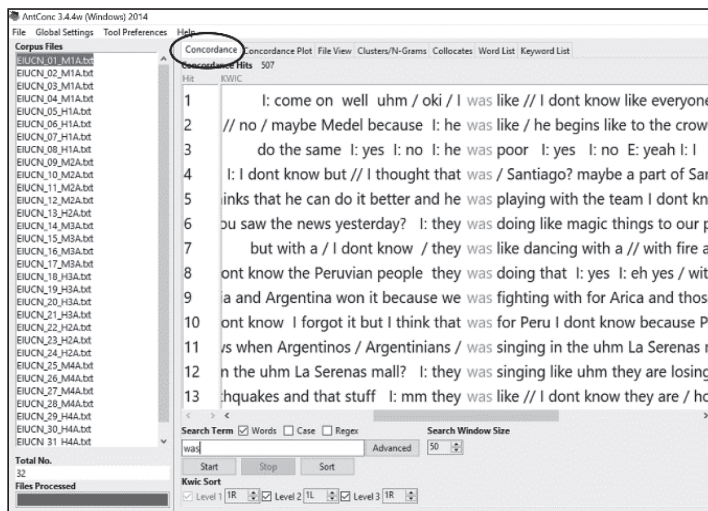 AntConc 3.4.4w (Windows) 2014
File Global Settings Tool Preferences Help
Corpus Files
EIUCN_01_M1A.txt
EIUCN_02_M1A.txt
EIUCN_03_M1A.txt
EIUCN_04_M1A.txt
EIUCN_05_H1A.txt
EIUCN_06_H1A.txt
EIUCN_07_H1A.txt
EIUCN_08_H1A.txt
EIUCN_09_M2A.txt
EIUCN_10_M2A.txt
EIUCN_11_M2A.txt
EIUCN_12_M2A.txt
EIUCN_13_H2A.txt
EIUCN_14_M3A.txt
EIUCN_15_M3A.txt
EIUCN_16_M3A.txt
EIUCN_17_M3A.txt
EIUCN_18_H3A.txt
EIUCN_19_H3A.txt
EIUCN_20_H3A.txt
EIUCN_21_H3A.txt
EIUCN_22_H2A.txt
EIUCN_23_H2A.txt
EIUCN_24_H2A.txt
EIUCN_25_M4A.txt
EIUCN_26_M4A.txt
EIUCN_27_M4A.txt
EIUCN_28_M4A.txt
EIUCN_29_H4A.txt
EIUCN_30_H4A.txt
EIUCN 31 H4A.txt
Total No.
32
Files Processed
Concordance Concordance Plot File View Clusters/N-Grams Collocates Word List Keyword List
Concordance Hits 507
Hit KWIC
1 I: come on well uhm / oki / I was like // I dont know like everyone
2 // no / maybe Medel because I: he was like / he begins like to the crow
3 do the same I: yes I: no I: he was poor I: yes I: no E: yeah I: I
4 I: I dont know but // I thought that was / Santiago? maybe a part of Sar
5 inks that he can do it better and he was playing with the team I dont kn
6 ou saw the news yesterday? I: they was doing like magic things to our p
7 but with a / I dont know / they was like dancing with a // with fire a
8 ont know the Peruvian people they was doing that I: yes I: eh yes / wit
9 ia and Argentina won it because we was fighting with for Arica and thos
10 ont know I forgot it but I think that was for Peru I dont know because P
11 /s when Argentinos / Argentinians / was singing in the uhm La Serenas r
12 n the uhm La Serenas mall? I: they was singing like uhm they are losing
13 :hquakes and that stuff I: mm they was like // I dont know they are / ho
Search Term Words Case Regex Search Window Size
was Advanced 50
Start Stop Sort
Kwic Sort
Level 1 1R Level 2 1L Level 3 1R